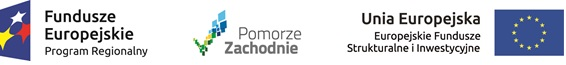 Fundusze
Europejskie
Program Regionalny
Pomorze
Zachodnie
Unia Europejska
Europejskie Fundusze
Strukturalne i Inwestycyjne